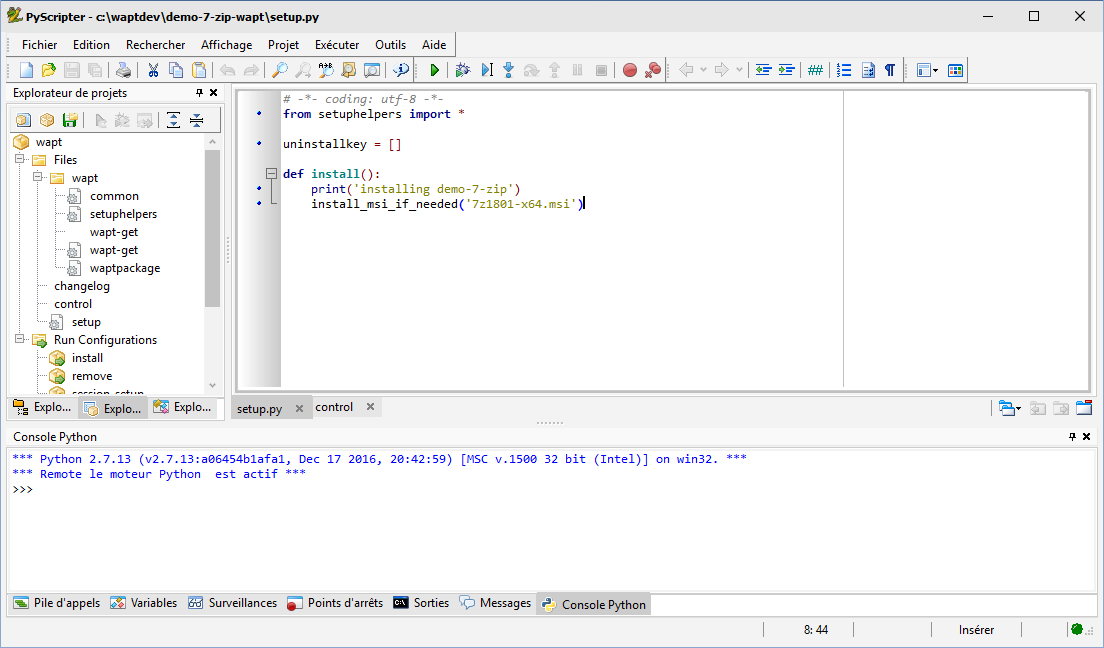 PyScripter - c:\waptdev\demo-7-zip-wapt\setup.py
Fichier Edition Rechercher Affichage Projet Exécuter Outils Aide
Explorateur de projets
wapt
Files
wapt
common
setuphelpers
wapt-get
wapt-get
waptpackage
changelog
control
setup
Run Configurations
install
remove
session-setup
Explo... Explo... Explo...
# -*- coding: utf-8 -*-
from setuphelpers import *
uninstallkey = []
def install():
print('installing demo-7-zip')
install_msi_if_needed('7z1801-x64.msi')
setup.py control
Console Python
*** Python 2.7.13 (v2.7.13:a06454b1afa1, Dec 17 2016, 20:42:59) [MSC v.1500 32 bit (Intel)] on win32. ***
*** Remote le moteur Python  est actif ***
>>>
Pile d'appels Variables Surveillances Points d'arrêts Sorties Messages Console Python
8: 44 Insérer